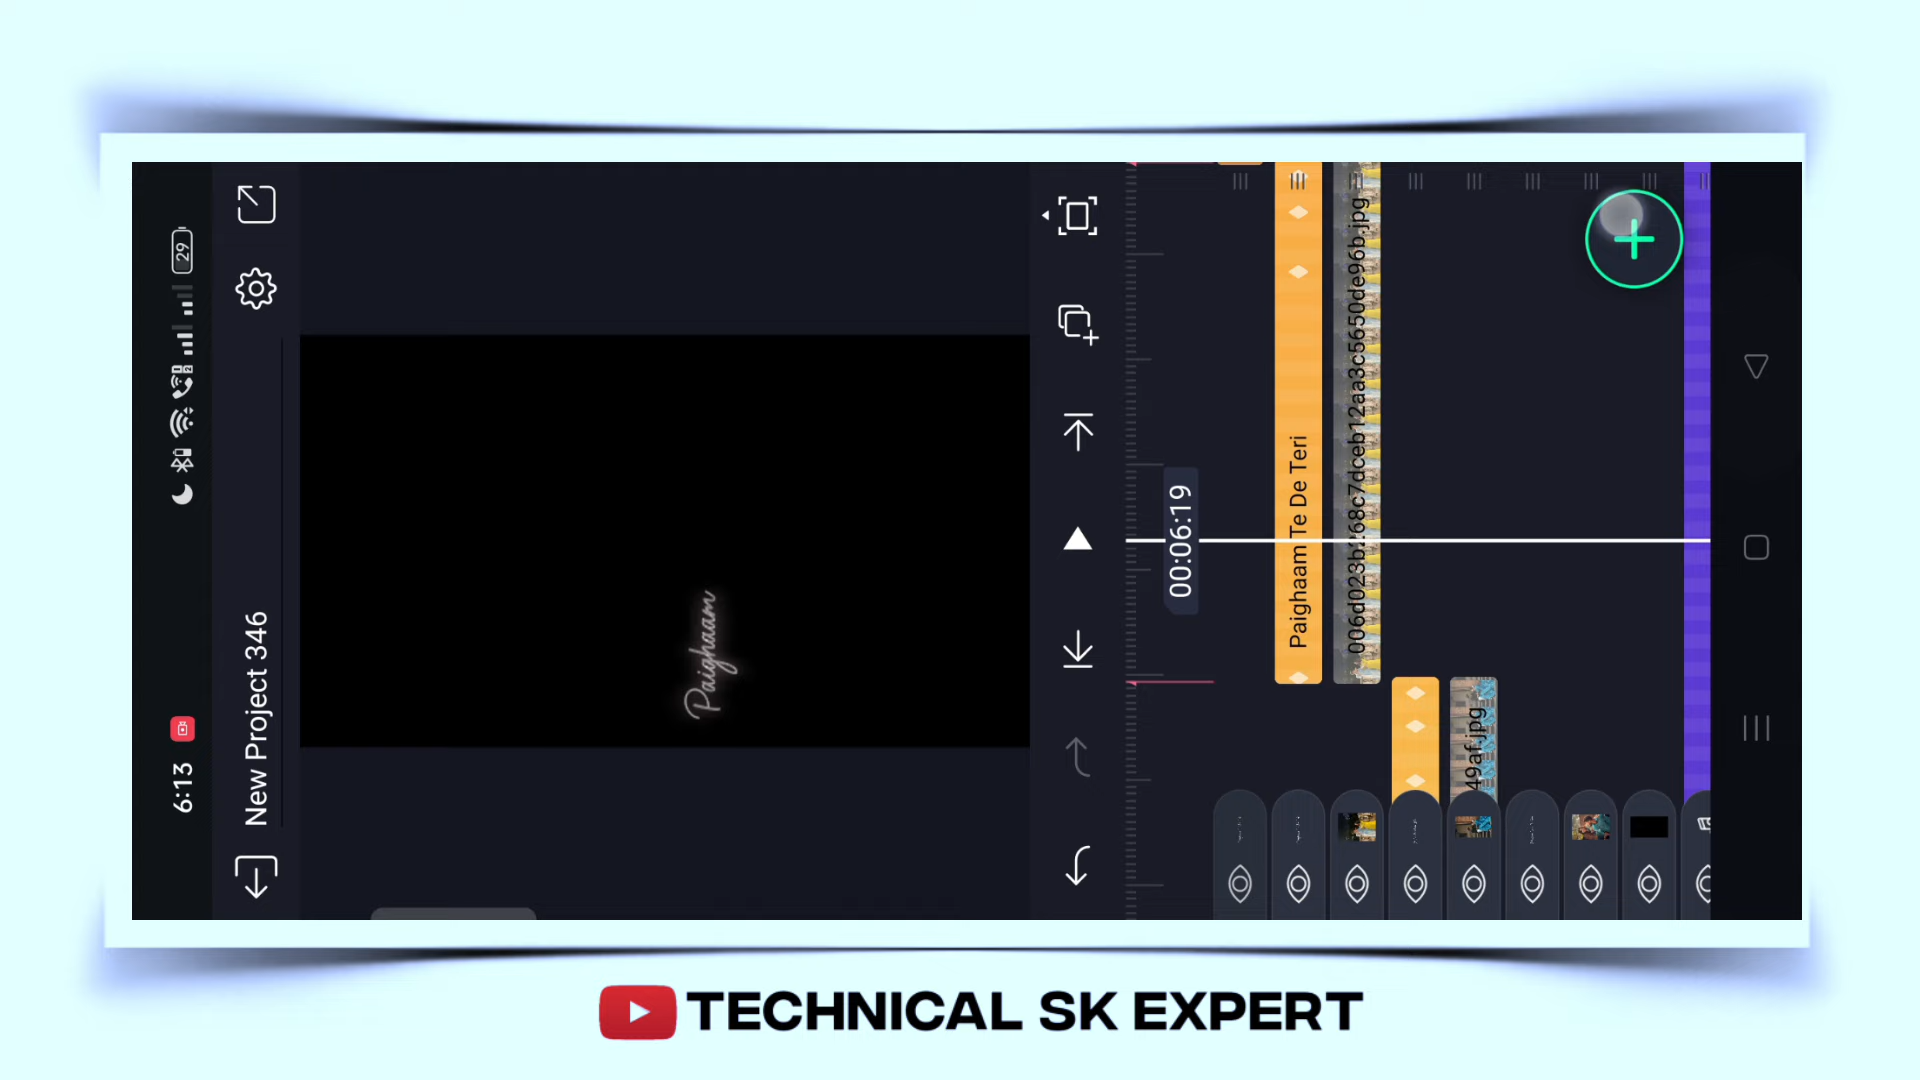 6:13
29
New Project 346
Paighaam
00:06:19
Paighaam Te De Teri
006d023b268c7dceb12aa3c5650de96b.jpg
49af.jpg
TECHNICAL SK EXPERT